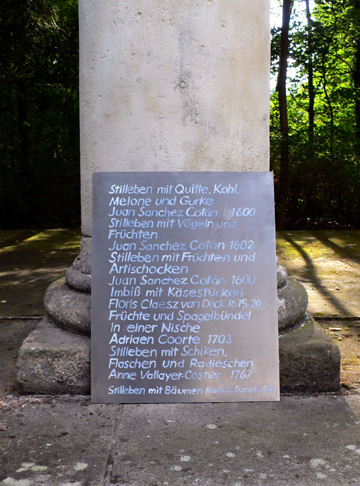 Stilleben mit Quitte, Kohl,
Melone und Gurke
Juan Sanchez Cotan 1600
Stilleben mit Vögeln und
Früchten
Juan Sanchez Cotan 1602
Stilleben mit Früchten und
Artischocken
Juan Sanchez Cotan 1600
Imbiß mit Käsestücken
Floris Claesz van Dick 1615-20
Früchte und Spagelbündel
in einer Nische
Adriaen Coorte 1703
Stilleben mit Schiken,
Flaschen und Radieschen
Anne Vallayer-Coster 1767
Stilleben mit Bäumen